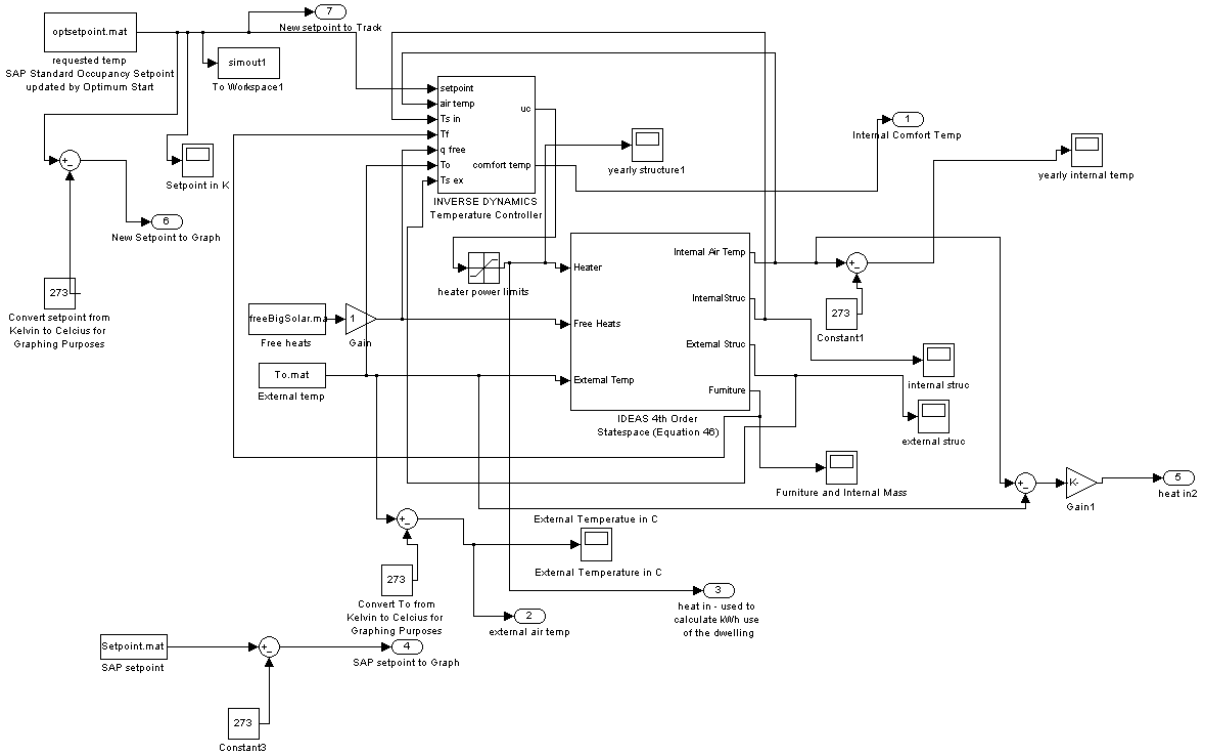 optsetpoint.mat
requested temp
SAP Standard Occupancy Setpoint
updated by Optimum Start
7
New setpoint to Track
simout1
To Workspace1
Setpoint in K
6
New Setpoint to Graph
273
Convert setpoint from
Kelvin to Celcius for
Graphing Purposes
setpoint
air temp
Ts in
Tf
q free
To
Ts ex
uc
comfort temp
INVERSE DYNAMICS
Temperature Controller
yearly structure1
1
Internal Comfort Temp
yearly internal temp
heater power limits
freeBigSolar.ma
Free heats
1
Gain
To.mat
External temp
Heater
Free Heats
External Temp
Internal Air Temp
InternalStruc
External Struc
Furniture
IDEAS 4th Order
Statespace (Equation 46)
273
Constant1
internal struc
external struc
Furniture and Internal Mass
K-
Gain1
5
heat in2
External Temperatue in C
External Temperature in C
273
Convert To from
Kelvin to Celcius for
Graphing Purposes
2
external air temp
3
heat in - used to
calculate kWh use
of the dwelling
Setpoint.mat
SAP setpoint
4
SAP setpoint to Graph
273
Constant3